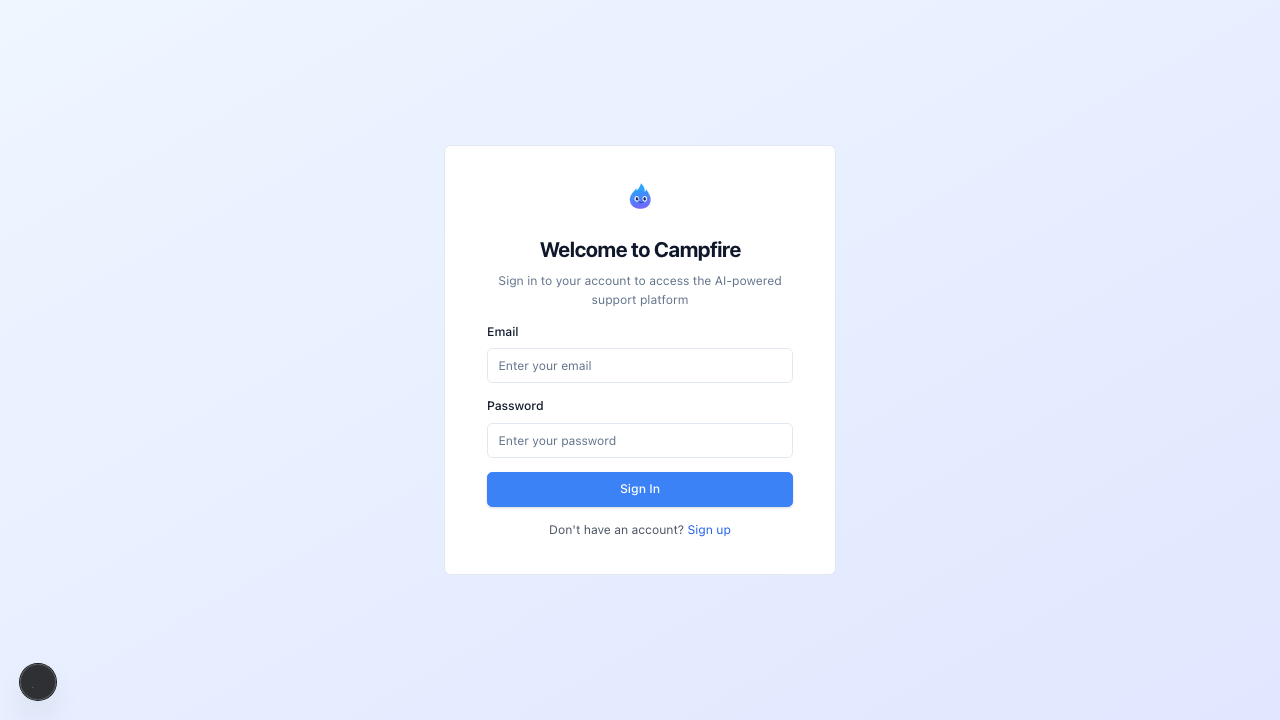 Welcome to Campfire
Sign in to your account to access the AI-powered
support platform
Email
Enter your email
Password
Enter your password
Sign In
Don't have an account? Sign up